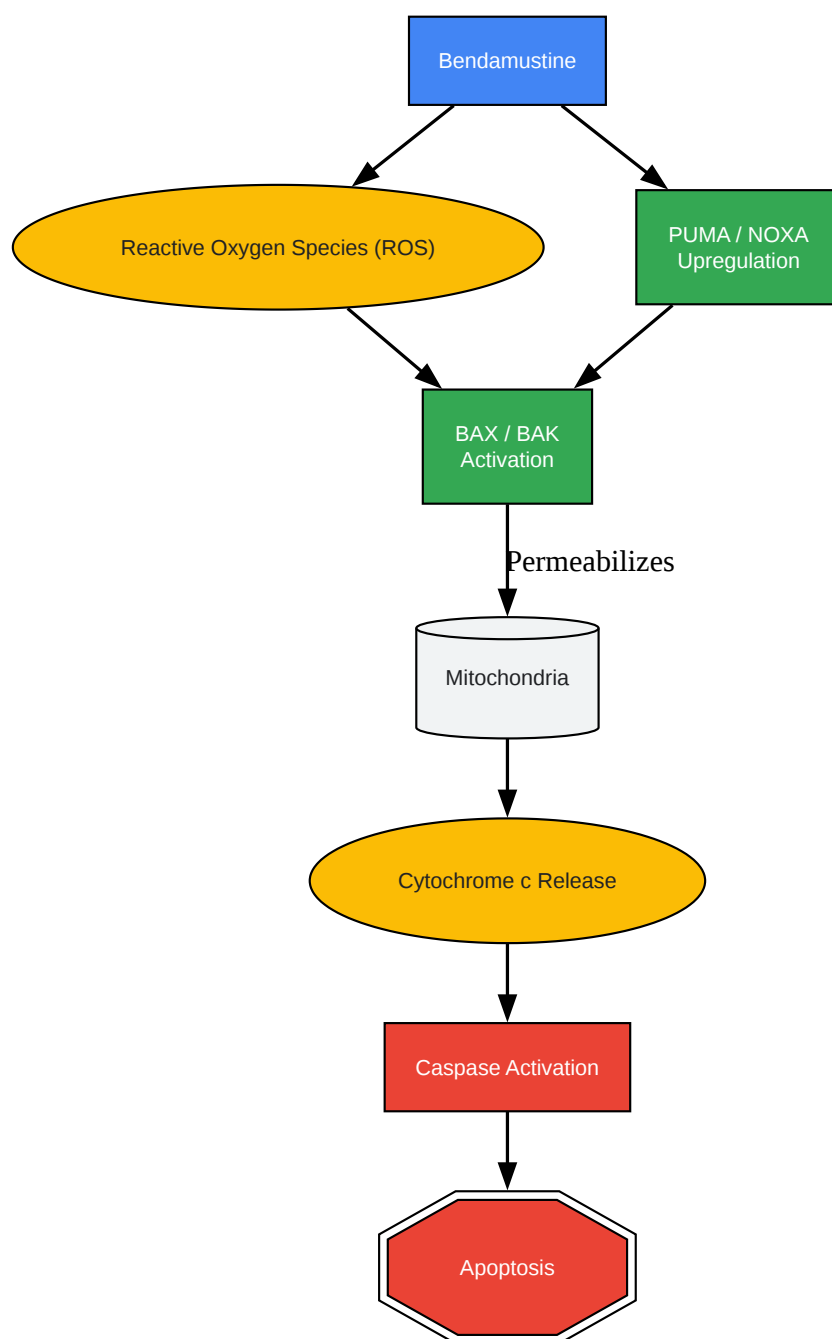 Bendamustine
Reactive Oxygen Species (ROS)
PUMA / NOXA
Upregulation
BAX / BAK
Activation
Permeabilizes
Mitochondria
Cytochrome c Release
Caspase Activation
Apoptosis